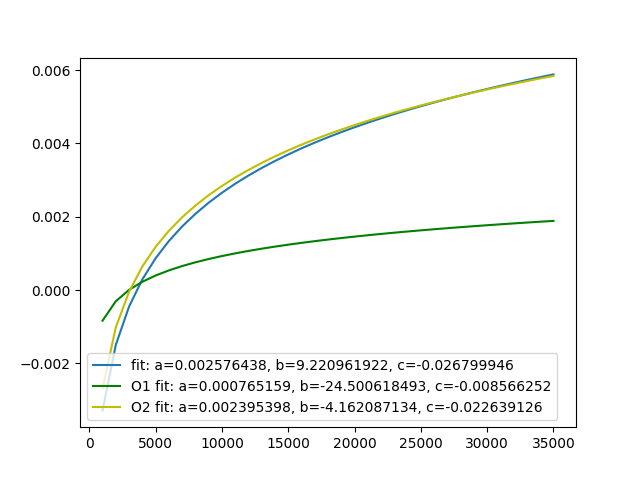 0.006
0.004
0.002
0.000
−0.002
fit: a=0.002576438, b=9.220961922, c=-0.026799946
O1 fit: a=0.000765159, b=-24.500618493, c=-0.008566252
O2 fit: a=0.002395398, b=-4.162087134, c=-0.022639126
0 5000 10000 15000 20000 25000 30000 35000